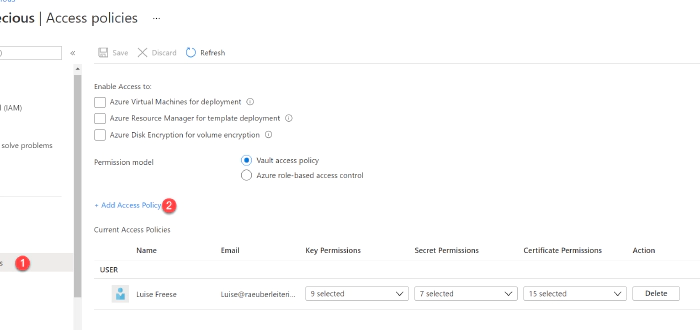 ecious | Access policies ...
« Save Discard Refresh
Enable Access to:
Azure Virtual Machines for deployment
(IAM)
Azure Resource Manager for template deployment
Azure Disk Encryption for volume encryption
solve problems
Permission model
Vault access policy
Azure role-based access control
+ Add Access Policy 2
Current Access Policies
Name Email Key Permissions Secret Permissions Certificate Permissions Action
s 1
USER
Luise Freese Luise@raeuberleiteri... 9 selected 7 selected 15 selected Delete